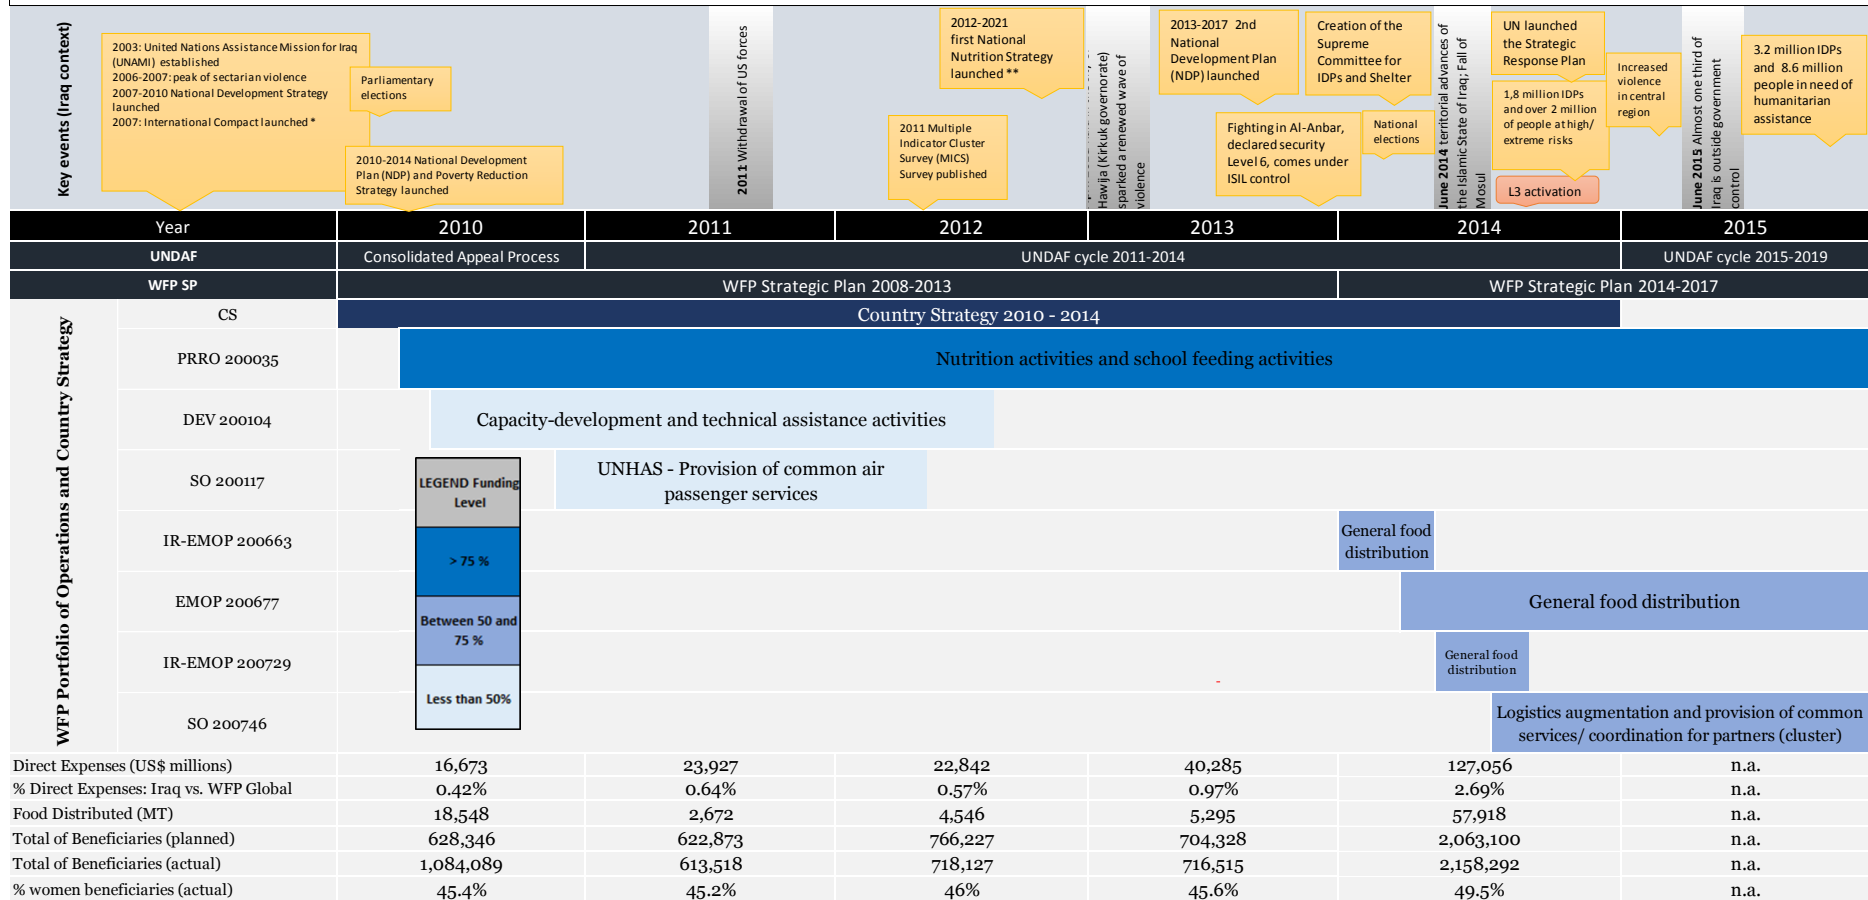 Key events (Iraq context)
2003: United Nations Assistance Mission for Iraq
(UNAMI) established
2006-2007: peak of sectarian violence
2007-2010 National Development Strategy
launched
2007: International Compact launched *
Parliamentary
elections
2010-2014 National Development
Plan (NDP) and Poverty Reduction
Strategy launched
2011 Withdrawal of US forces
2011 Multiple
Indicator Cluster
Survey (MICS)
Survey published
2012-2021
first National
Nutrition Strategy
launched **
Hawija (Kirkuk governorate)
sparked a renewed wave of
violence
2013-2017 2nd
National
Development Plan
(NDP) launched
Fighting in Al-Anbar,
declared security
Level 6, comes under
ISIL control
Creation of the
Supreme
Committee for
IDPs and Shelter
National
elections
June 2014 territorial advances of
the Islamic State of Iraq; Fall of
Mosul
UN launched
the Strategic
Response Plan
1,8 million IDPs
and over 2 million
of people at high/
extreme risks
L3 activation
Increased
violence
in central
region
June 2015 Almost one third of
Iraq is outside government
control
3.2 million IDPs
and 8.6 million
people in need of
humanitarian
assistance
Year 2010 2011 2012 2013 2014 2015
UNDAF Consolidated Appeal Process UNDAF cycle 2011-2014 UNDAF cycle 2015-2019
WFP SP WFP Strategic Plan 2008-2013 WFP Strategic Plan 2014-2017
WFP Portfolio of Operations and Country Strategy
CS Country Strategy 2010 - 2014
PRRO 200035 Nutrition activities and school feeding activities
DEV 200104 Capacity-development and technical assistance activities
SO 200117 UNHAS - Provision of common air
passenger services
LEGEND Funding
Level
> 75 %
Between 50 and
75 %
Less than 50%
IR-EMOP 200663 General food
distribution
EMOP 200677 General food distribution
IR-EMOP 200729 General food
distribution
-
SO 200746 Logistics augmentation and provision of common
services/ coordination for partners (cluster)
Direct Expenses (US$ millions) 16,673 23,927 22,842 40,285 127,056 n.a.
% Direct Expenses: Iraq vs. WFP Global 0.42% 0.64% 0.57% 0.97% 2.69% n.a.
Food Distributed (MT) 18,548 2,672 4,546 5,295 57,918 n.a.
Total of Beneficiaries (planned) 628,346 622,873 766,227 704,328 2,063,100 n.a.
Total of Beneficiaries (actual) 1,084,089 613,518 718,127 716,515 2,158,292 n.a.
% women beneficiaries (actual) 45.4% 45.2% 46% 45.6% 49.5% n.a.